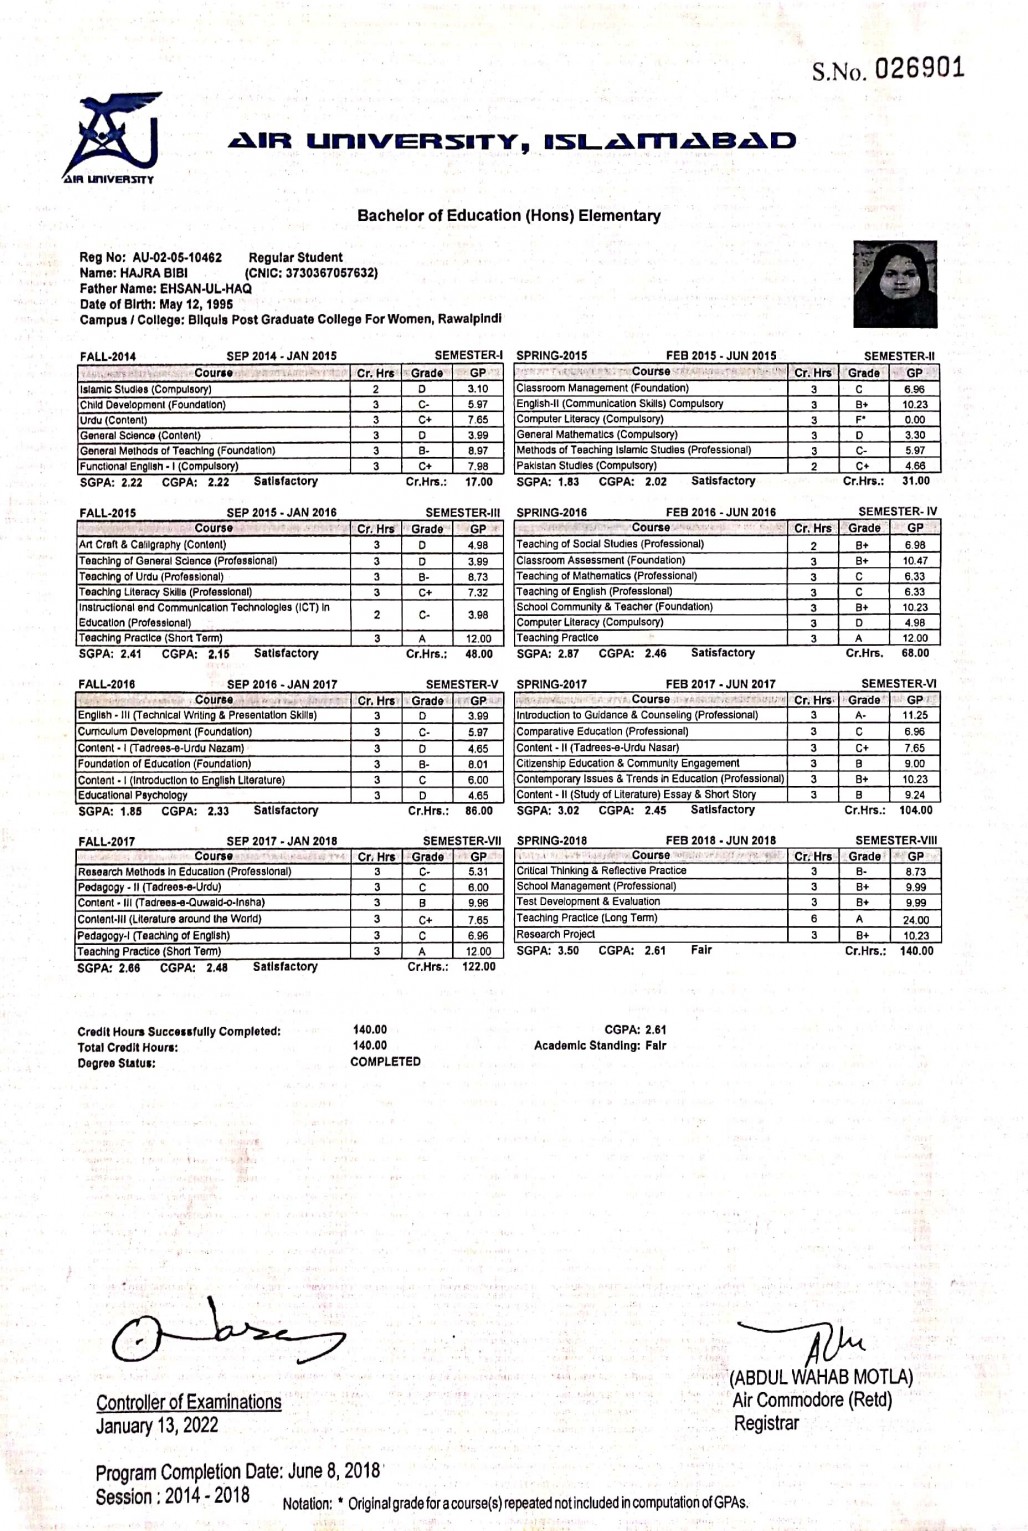 S.No. 026901
AIR UNIVERSITY, ISLAMABAD
AIR UNIVERSITY
Bachelor of Education (Hons) Elementary
Reg No: AU-02-05-10462 Regular Student
Name: HAJRA BIBI (CNIC: 3730367057632)
Father Name: EHSAN-UL-HAQ
Date of Birth: May 12, 1995
Campus / College: Bilquis Post Graduate College For Women, Rawalpindi
FALL-2014 SEP 2014 - JAN 2015 SEMESTER-I
Course Cr. Hrs Grade GP
Islamic Studies (Compulsory) 2 D 3.10
Child Development (Foundation) 3 C- 5.97
Urdu (Content) 3 C+ 7.65
General Science (Content) 3 D 3.99
General Methods of Teaching (Foundation) 3 B- 8.97
Functional English - I (Compulsory) 3 C+ 7.98
SGPA: 2.22 CGPA: 2.22 Satisfactory Cr.Hrs.: 17.00
SPRING-2015 FEB 2015 - JUN 2015 SEMESTER-II
Course Cr. Hrs Grade GP
Classroom Management (Foundation) 3 C 6.96
English-II (Communication Skills) Compulsory 3 B+ 10.23
Computer Literacy (Compulsory) 3 F* 0.00
General Mathematics (Compulsory) 3 D 3.30
Methods of Teaching Islamic Studies (Professional) 3 C- 5.97
Pakistan Studies (Compulsory) 2 C+ 4.66
SGPA: 1.83 CGPA: 2.02 Satisfactory Cr.Hrs.: 31.00
FALL-2015 SEP 2015 - JAN 2016 SEMESTER-III
Course Cr. Hrs Grade GP
Art Craft & Calligraphy (Content) 3 D 4.98
Teaching of General Science (Professional) 3 D 3.99
Teaching of Urdu (Professional) 3 B- 8.73
Teaching Literacy Skills (Professional) 3 C+ 7.32
Instructional and Communication Technologies (ICT) in
Education (Professional) 2 C- 3.98
Teaching Practice (Short Term) 3 A 12.00
SGPA: 2.41 CGPA: 2.15 Satisfactory Cr.Hrs.: 48.00
SPRING-2016 FEB 2016 - JUN 2016 SEMESTER- IV
Course Cr. Hrs Grade GP
Teaching of Social Studies (Professional) 2 B+ 6.98
Classroom Assessment (Foundation) 3 B+ 10.47
Teaching of Mathematics (Professional) 3 C 6.33
Teaching of English (Professional) 3 C 6.33
School Community & Teacher (Foundation) 3 B+ 10.23
Computer Literacy (Compulsory) 3 D 4.98
Teaching Practice 3 A 12.00
SGPA: 2.87 CGPA: 2.46 Satisfactory Cr.Hrs. 68.00
FALL-2016 SEP 2016 - JAN 2017 SEMESTER-V
Course Cr. Hrs Grade GP
English - III (Technical Writing & Presentation Skills) 3 D 3.99
Curriculum Development (Foundation) 3 C- 5.97
Content - I (Tadrees-e-Urdu Nazam) 3 D 4.65
Foundation of Education (Foundation) 3 B- 8.01
Content - I (Introduction to English Literature) 3 C 6.00
Educational Psychology 3 D 4.65
SGPA: 1.85 CGPA: 2.33 Satisfactory Cr.Hrs.: 86.00
SPRING-2017 FEB 2017 - JUN 2017 SEMESTER-VI
Course Cr. Hrs Grade GP
Introduction to Guidance & Counseling (Professional) 3 A- 11.25
Comparative Education (Professional) 3 C 6.96
Content - II (Tadrees-e-Urdu Nasar) 3 C+ 7.65
Citizenship Education & Community Engagement 3 B 9.00
Contemporary Issues & Trends in Education (Professional) 3 B+ 10.23
Content - II (Study of Literature) Essay & Short Story 3 B 9.24
SGPA: 3.02 CGPA: 2.45 Satisfactory Cr.Hrs.: 104.00
FALL-2017 SEP 2017 - JAN 2018 SEMESTER-VII
Course Cr. Hrs Grade GP
Research Methods in Education (Professional) 3 C- 5.31
Pedagogy - II (Tadrees-e-Urdu) 3 C 6.00
Content - III (Tadrees-e-Quwaid-o-Insha) 3 B 9.96
Content-III (Literature around the World) 3 C+ 7.65
Pedagogy-I (Teaching of English) 3 C 6.96
Teaching Practice (Short Term) 3 A 12.00
SGPA: 2.66 CGPA: 2.48 Satisfactory Cr.Hrs.: 122.00
SPRING-2018 FEB 2018 - JUN 2018 SEMESTER-VIII
Course Cr. Hrs Grade GP
Critical Thinking & Reflective Practice 3 B- 8.73
School Management (Professional) 3 B+ 9.99
Test Development & Evaluation 3 B+ 9.99
Teaching Practice (Long Term) 6 A 24.00
Research Project 3 B+ 10.23
SGPA: 3.50 CGPA: 2.61 Fair Cr.Hrs.: 140.00
Credit Hours Successfully Completed: 140.00 CGPA: 2.61
Total Credit Hours: 140.00 Academic Standing: Fair
Degree Status: COMPLETED
Controller of Examinations
January 13, 2022
(ABDUL WAHAB MOTLA)
Air Commodore (Retd)
Registrar
Program Completion Date: June 8, 2018
Session : 2014 - 2018
Notation: * Original grade for a course(s) repeated not included in computation of GPAs.